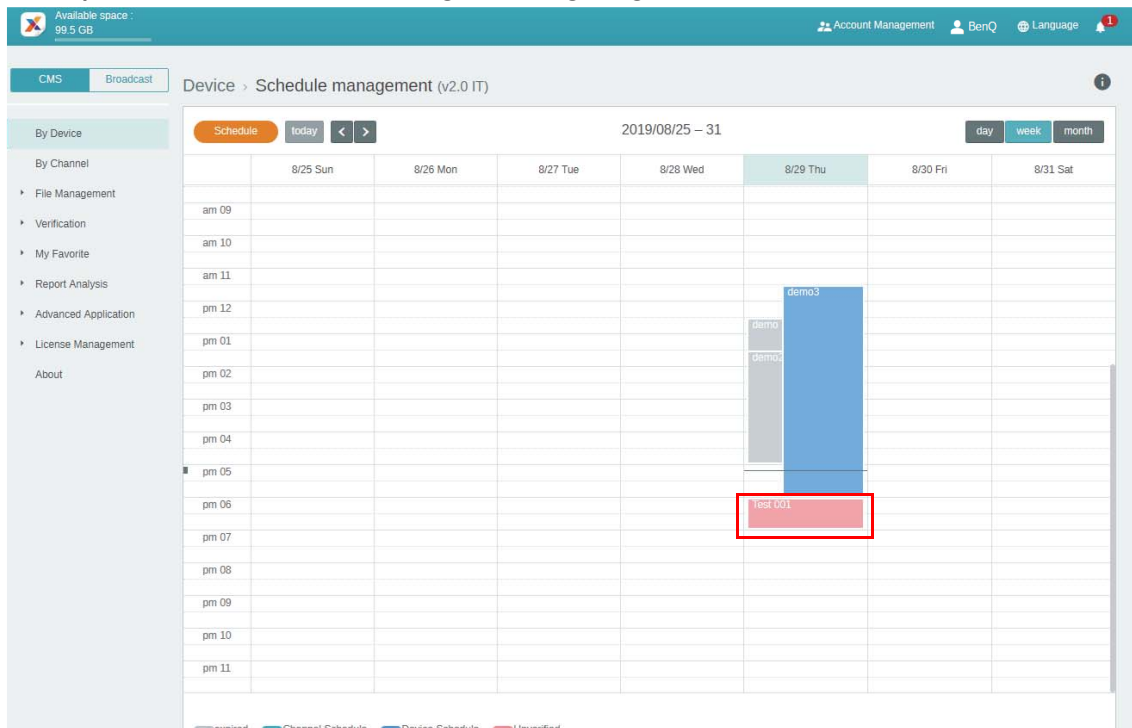 Available space :
99.5 GB
Account Management
BenQ
Language
1
CMS
Broadcast
Device › Schedule management (v2.0 IT)
By Device
By Channel
File Management
Verification
My Favorite
Report Analysis
Advanced Application
License Management
About
Schedule
today
< >
2019/08/25 – 31
day
week
month
8/25 Sun
8/26 Mon
8/27 Tue
8/28 Wed
8/29 Thu
8/30 Fri
8/31 Sat
am 09
am 10
am 11
pm 12
pm 01
pm 02
pm 03
pm 04
pm 05
pm 06
pm 07
pm 08
pm 09
pm 10
pm 11
demo3
demo
demo2
Test 001
expired
Channel Schedule
Device Schedule
Unverified